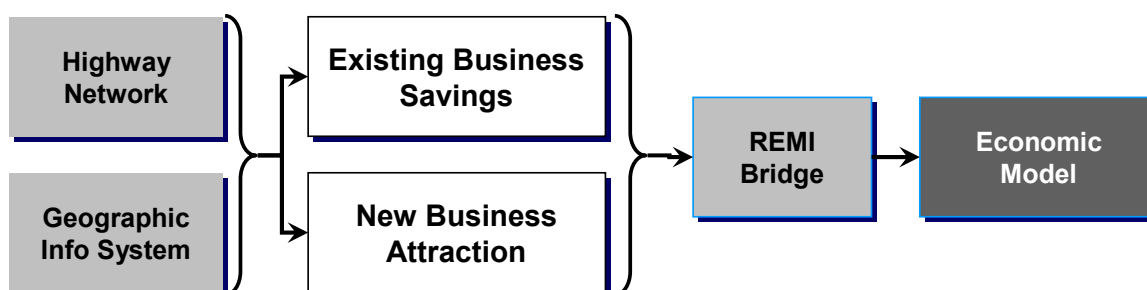 Highway
Network
Geographic
Info System
Existing Business
Savings
New Business
Attraction
REMI
Bridge
Economic
Model